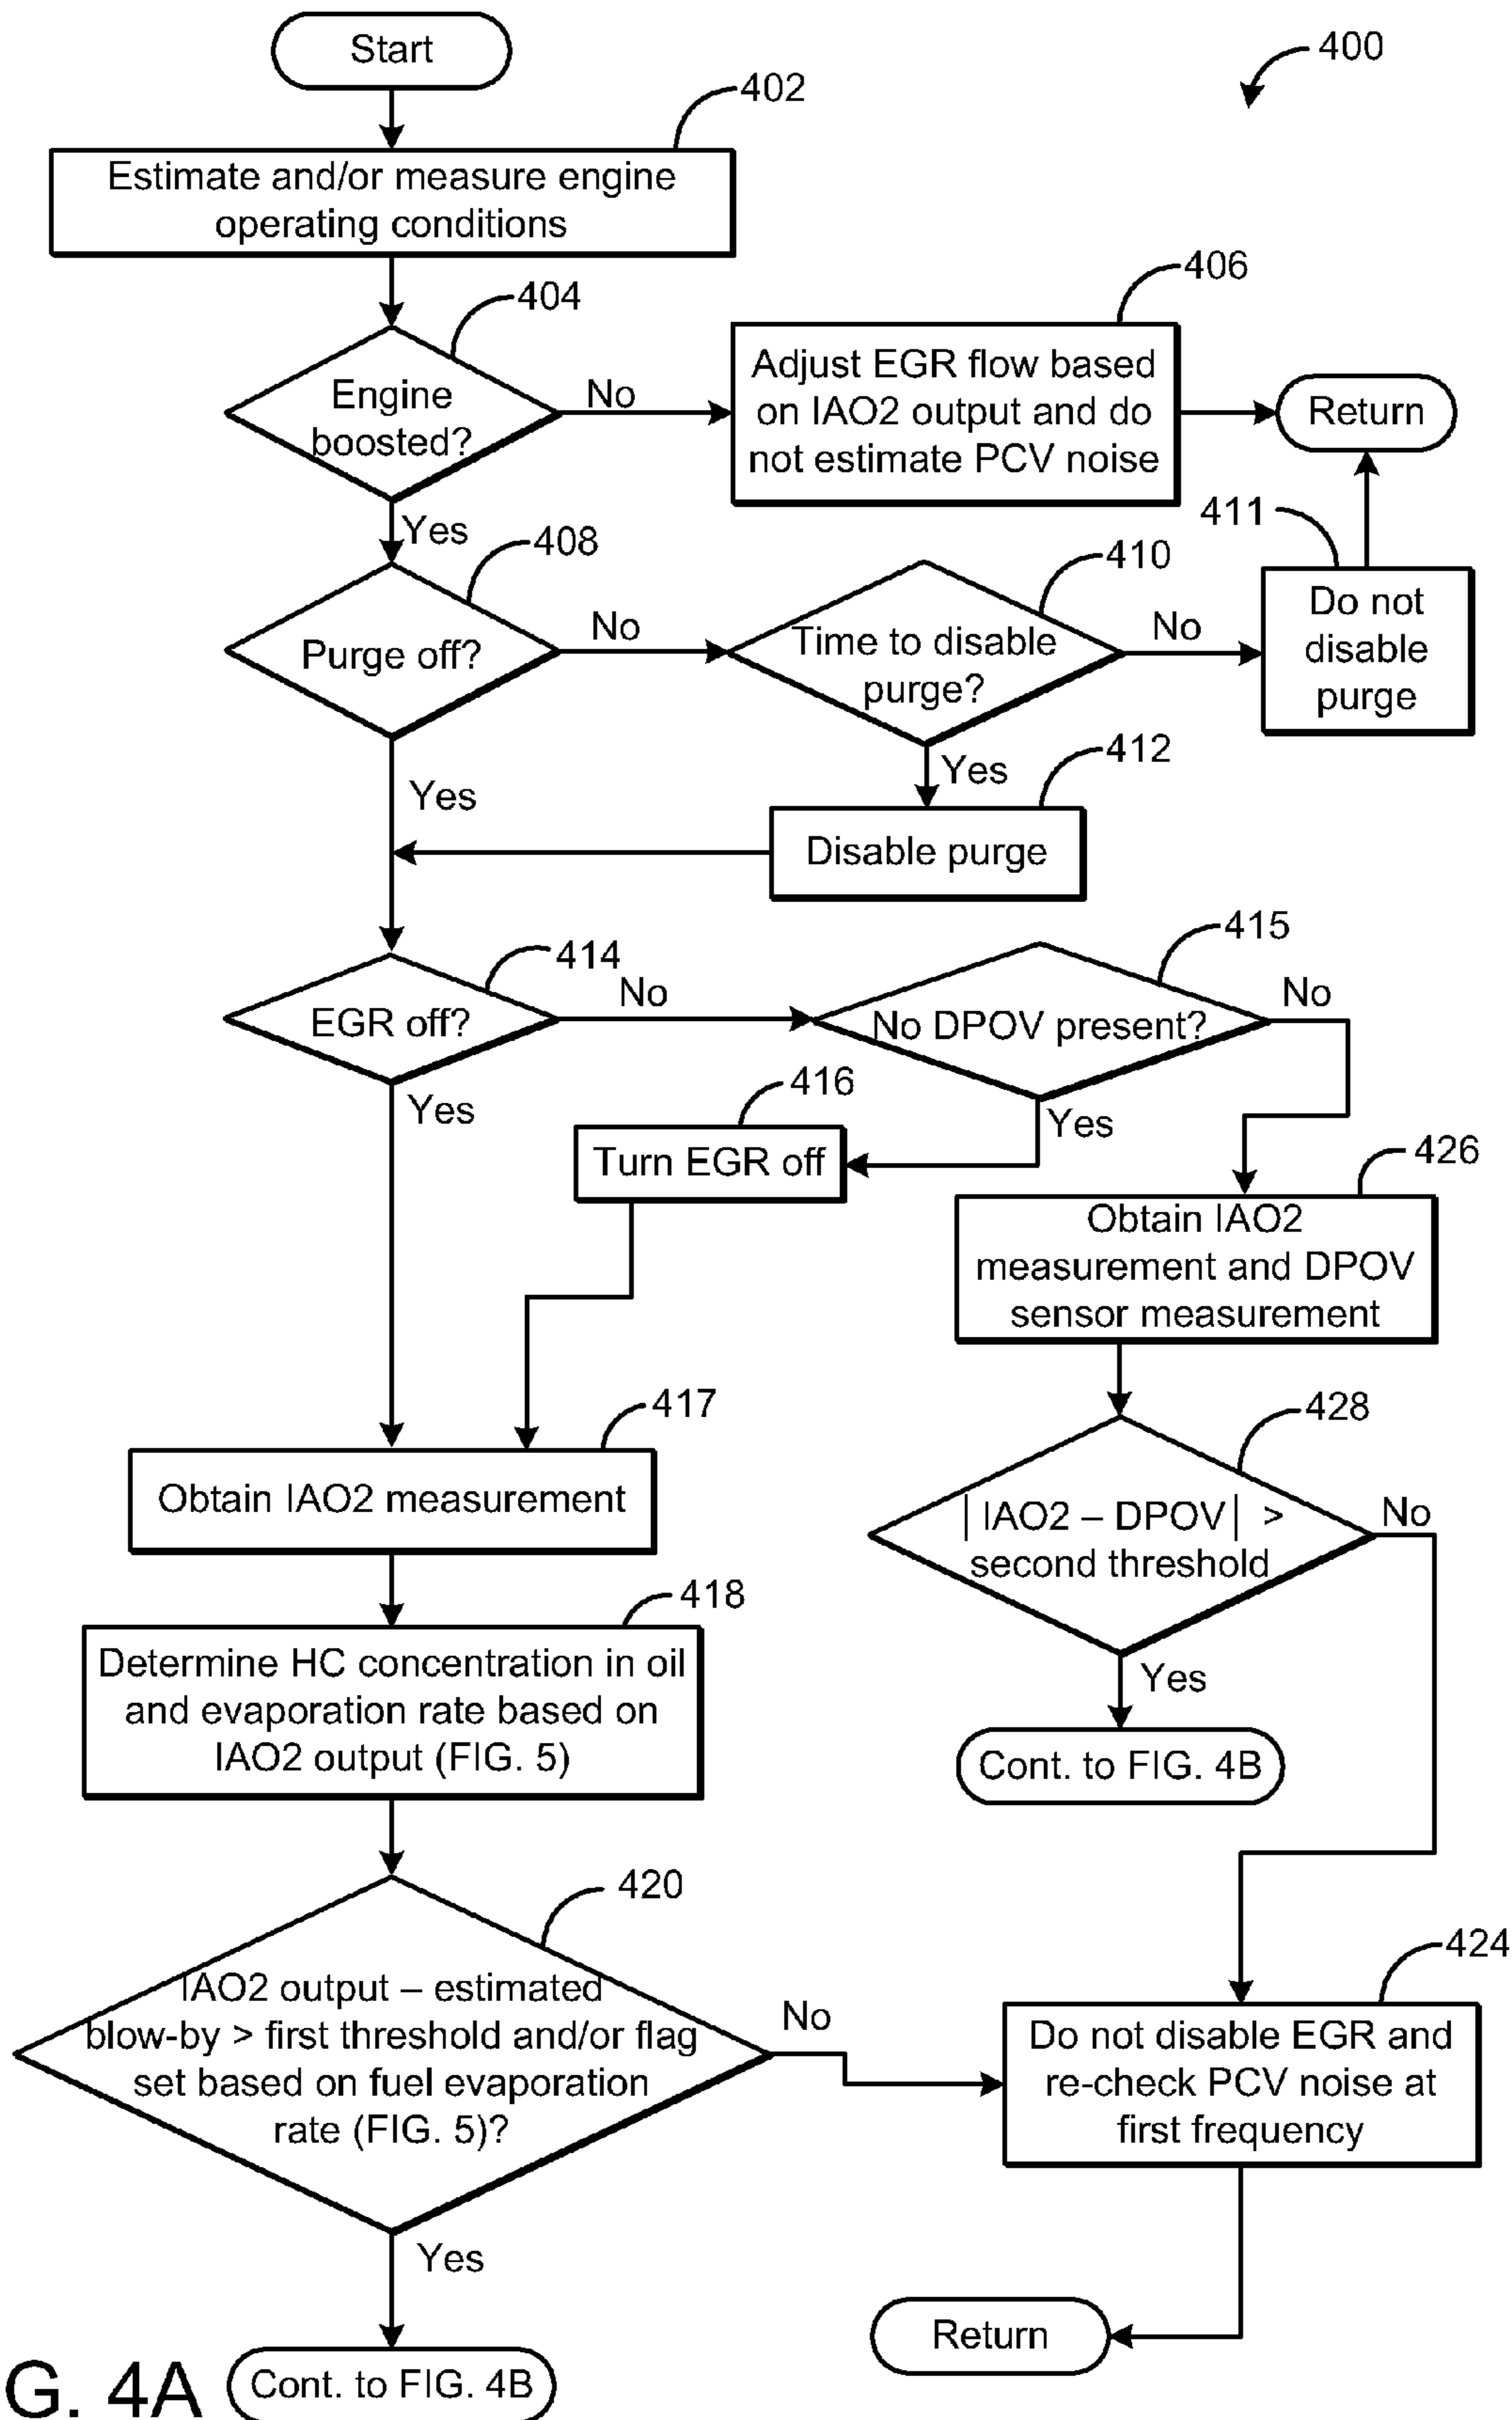 Start
400
402
Estimate and/or measure engine
operating conditions
404
Engine
boosted?
No
406
Adjust EGR flow based
on IAO2 output and do
not estimate PCV noise
Return
Yes
408
Purge off?
No
410
Time to disable
purge?
No
411
Do not
disable
purge
Yes
Yes
412
Disable purge
414
EGR off?
No
415
No DPOV present?
No
Yes
416
Turn EGR off
Yes
426
Obtain IAO2
measurement and DPOV
sensor measurement
417
Obtain IAO2 measurement
428
| IAO2 – DPOV | >
second threshold
No
Yes
Cont. to FIG. 4B
418
Determine HC concentration in oil
and evaporation rate based on
IAO2 output (FIG. 5)
420
IAO2 output – estimated
blow-by > first threshold and/or flag
set based on fuel evaporation
rate (FIG. 5)?
No
424
Do not disable EGR and
re-check PCV noise at
first frequency
Yes
Return
Cont. to FIG. 4B
G. 4A